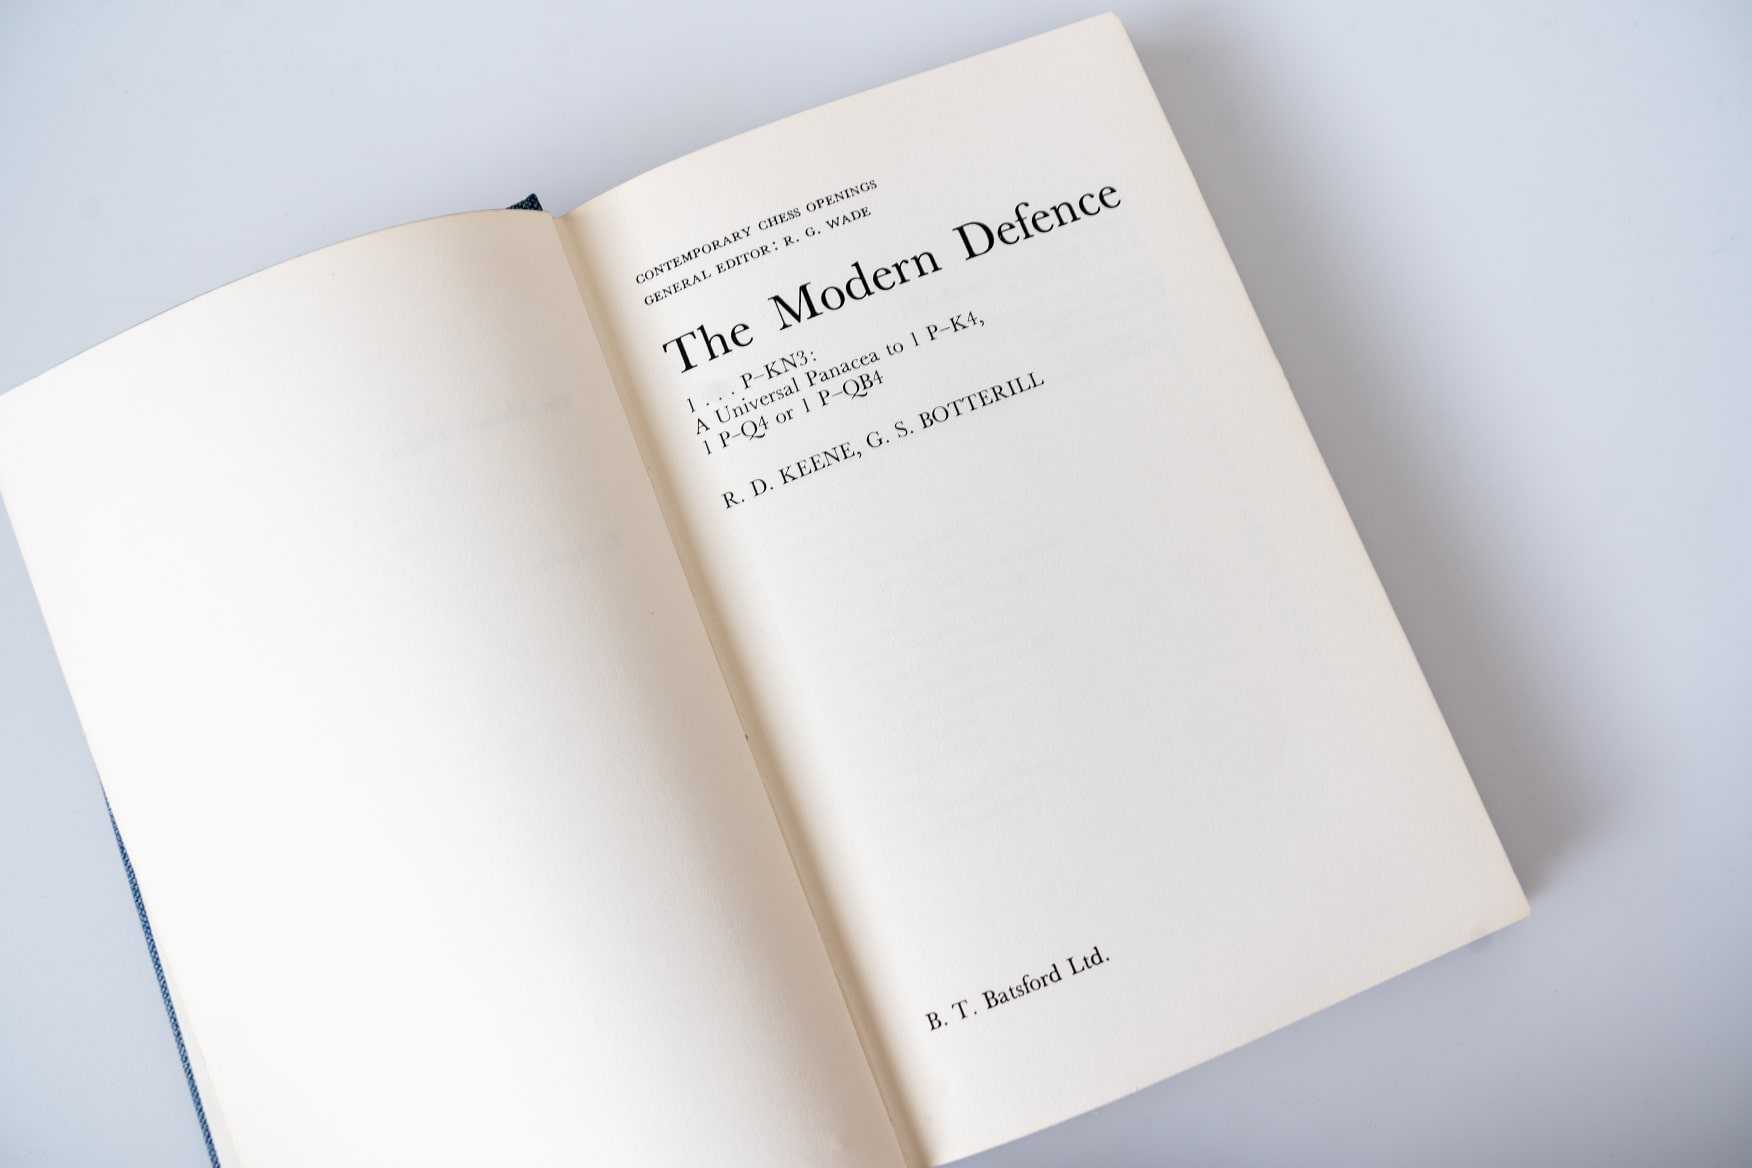 CONTEMPORARY CHESS OPENINGS
GENERAL EDITOR: R. G. WADE
The Modern Defence
1 . . . P–KN3:
A Universal Panacea to 1 P–K4,
1 P–Q4 or 1 P–QB4
R. D. KEENE, G. S. BOTTERILL
B. T. Batsford Ltd.